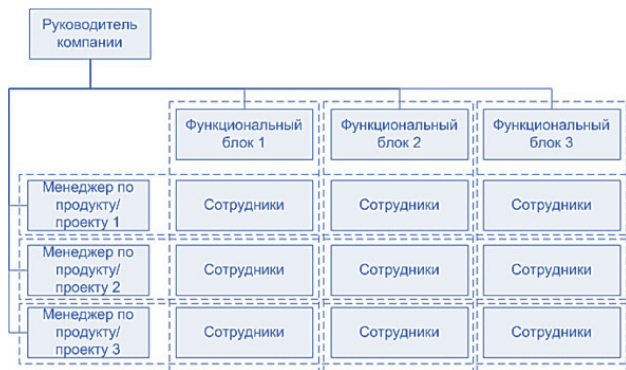 Руководитель
компании
Функциональный
блок 1
Функциональный
блок 2
Функциональный
блок 3
Менеджер по
продукту/
проекту 1
Сотрудники
Сотрудники
Сотрудники
Менеджер по
продукту/
проекту 2
Сотрудники
Сотрудники
Сотрудники
Менеджер по
продукту/
проекту 3
Сотрудники
Сотрудники
Сотрудники